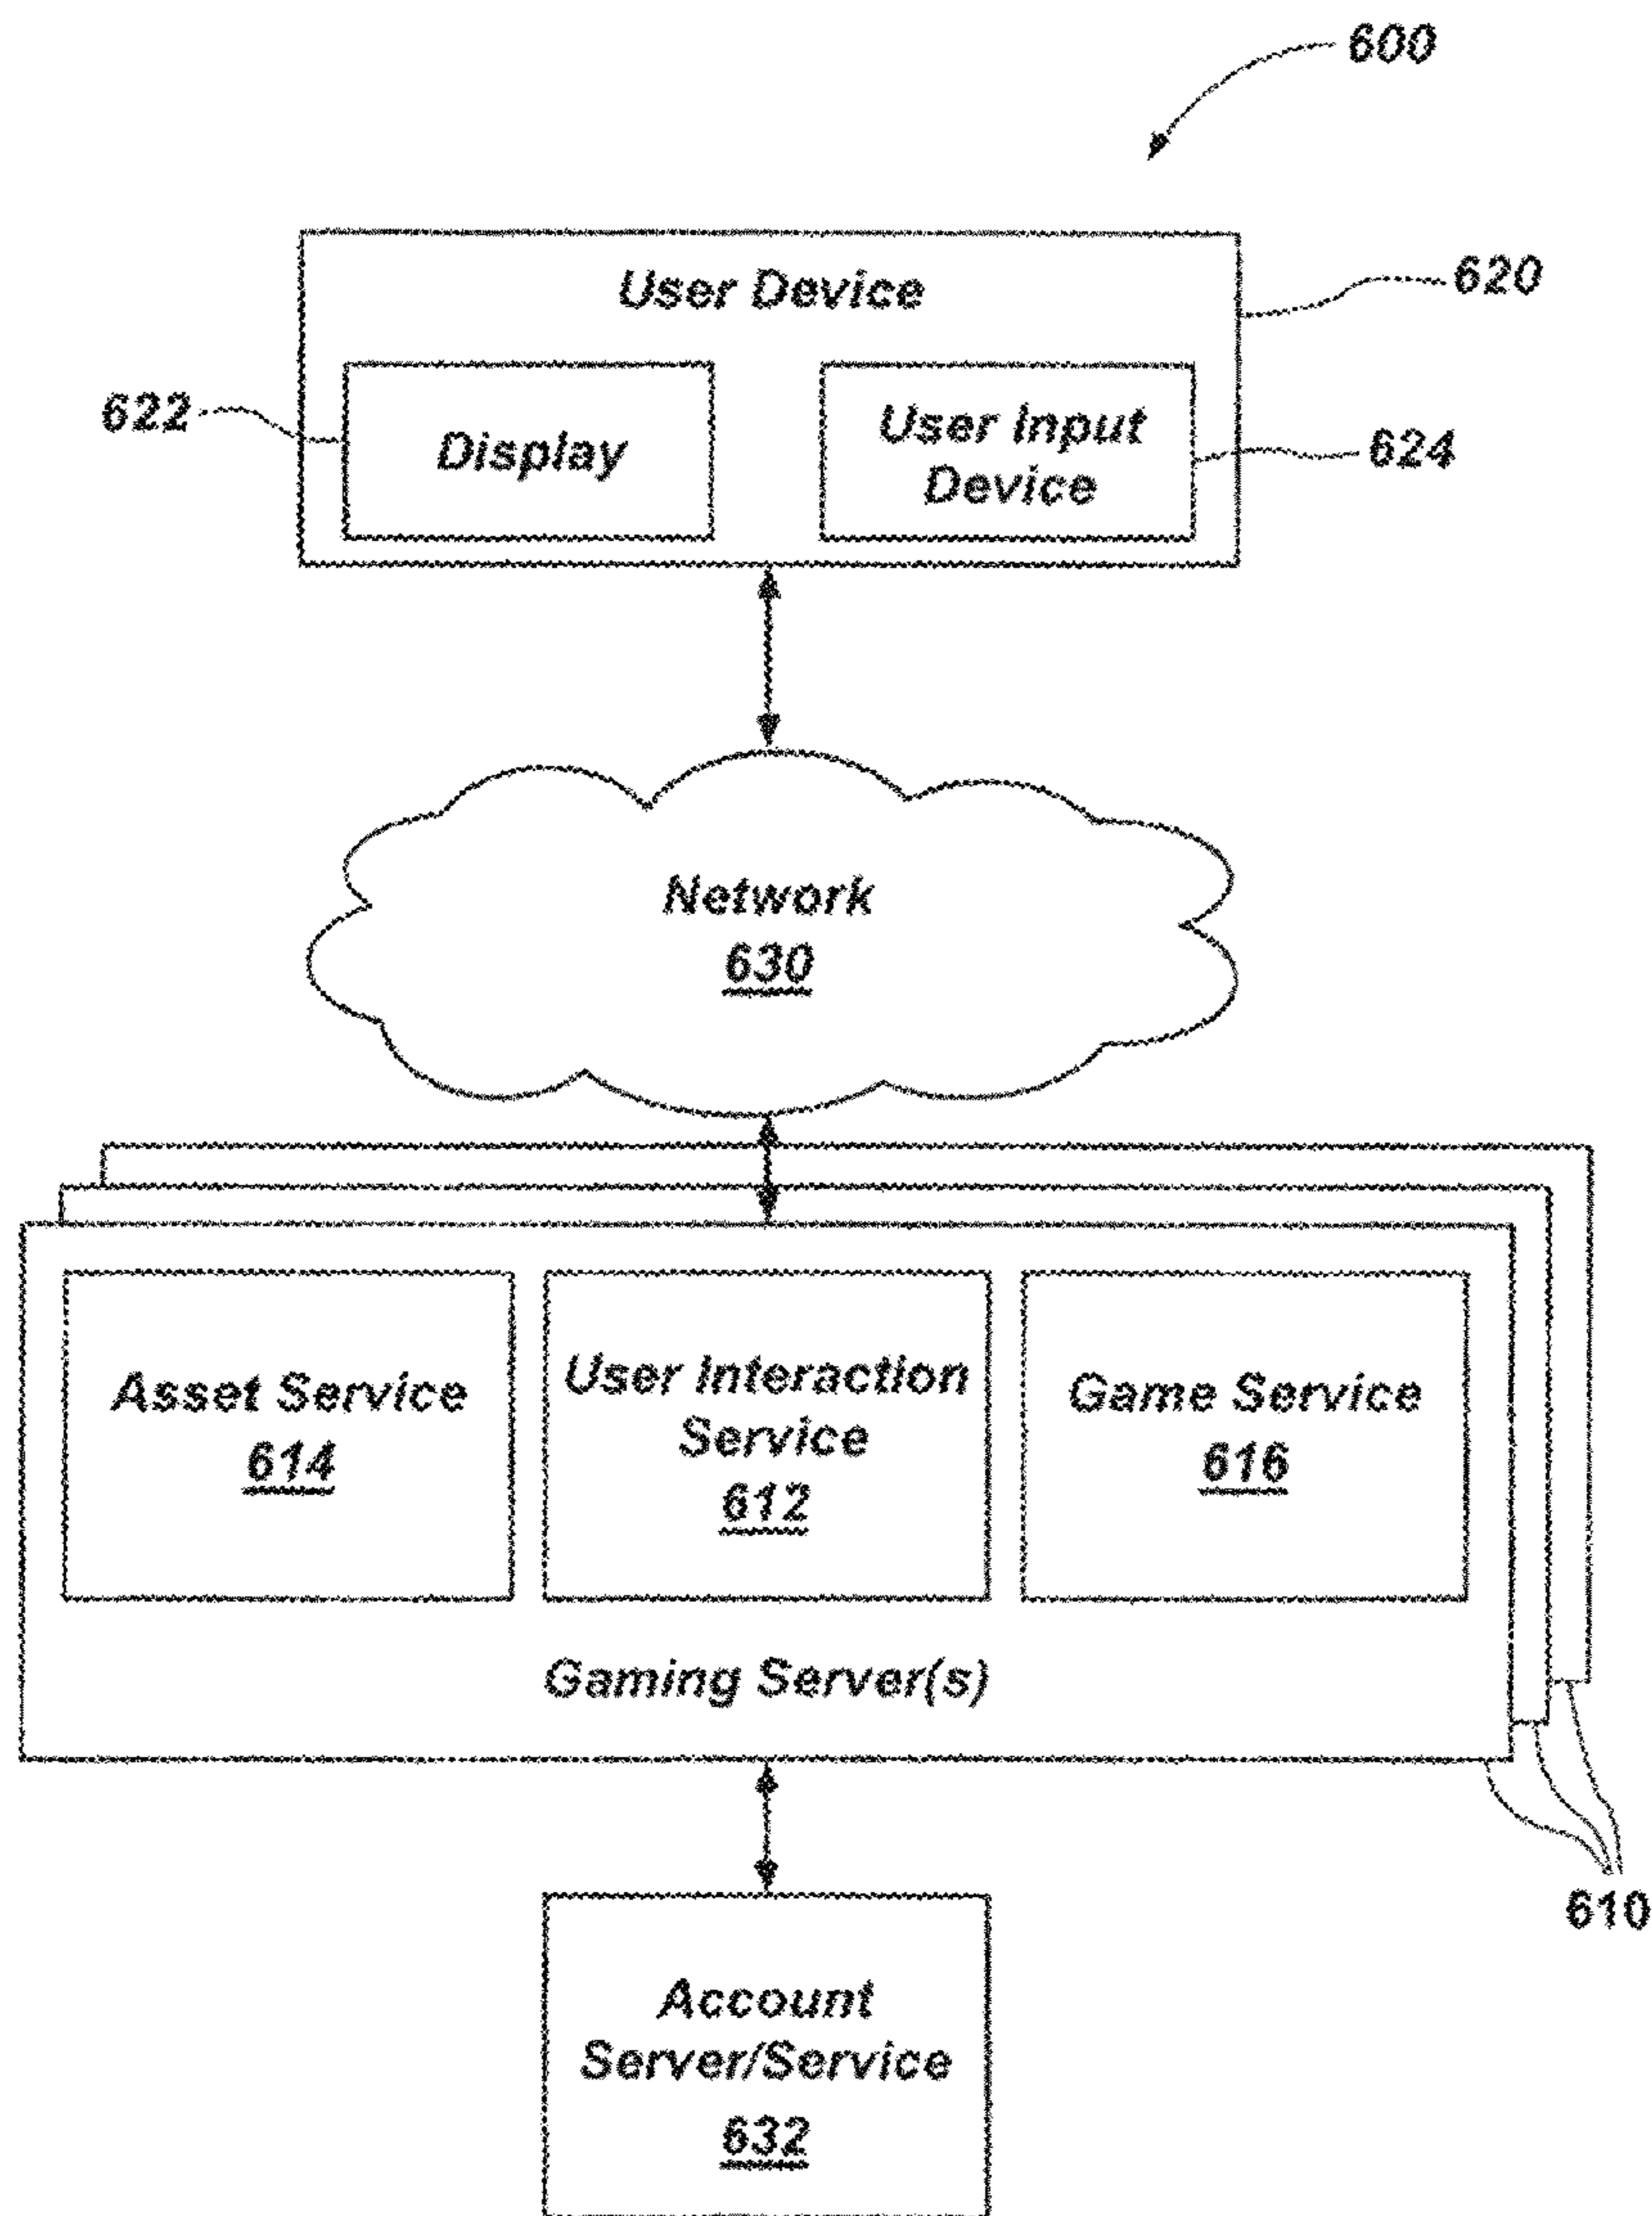 600
User Device
620
622
Display
User Input
Device
624
Network
630
Asset Service
614
User Interaction
Service
612
Game Service
616
Gaming Server(s)
610
Account
Server/Service
632